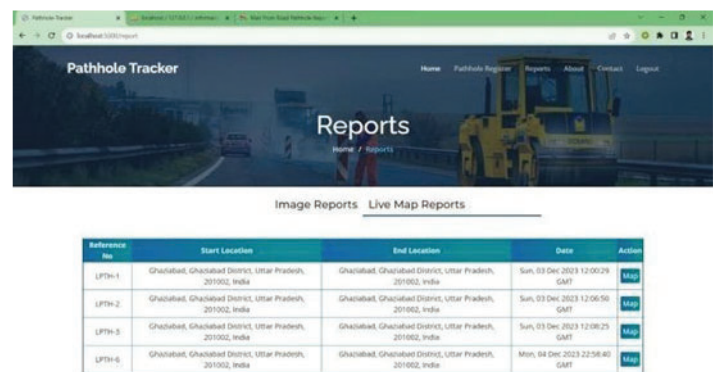 Pathhole Tracker
localhost:5000/report
Pathhole Tracker
Home Pathhole Register Reports About Contact Logout
Reports
Home / Reports
Image Reports Live Map Reports
Reference No Start Location End Location Date Action
LPTH-1 Ghaziabad, Ghaziabad District, Uttar Pradesh, 201002, India Ghaziabad, Ghaziabad District, Uttar Pradesh, 201002, India Sun, 03 Dec 2023 12:00:29 GMT Map
LPTH-2 Ghaziabad, Ghaziabad District, Uttar Pradesh, 201002, India Ghaziabad, Ghaziabad District, Uttar Pradesh, 201002, India Sun, 03 Dec 2023 12:06:50 GMT Map
LPTH-3 Ghaziabad, Ghaziabad District, Uttar Pradesh, 201002, India Ghaziabad, Ghaziabad District, Uttar Pradesh, 201002, India Sun, 03 Dec 2023 12:08:25 GMT Map
LPTH-6 Ghaziabad, Ghaziabad District, Uttar Pradesh, 201002, India Ghaziabad, Ghaziabad District, Uttar Pradesh, 201002, India Mon, 04 Dec 2023 22:58:40 GMT Map